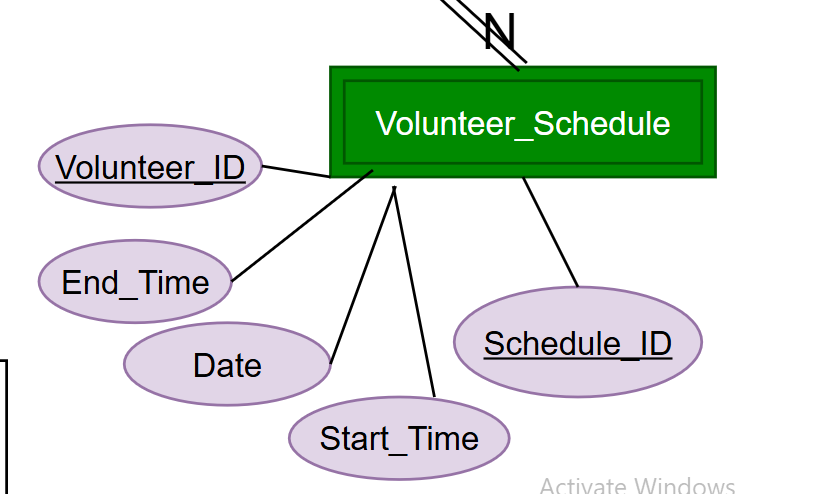 N
Volunteer_Schedule
Volunteer_ID
End_Time
Date
Schedule_ID
Start_Time
Activate Windows